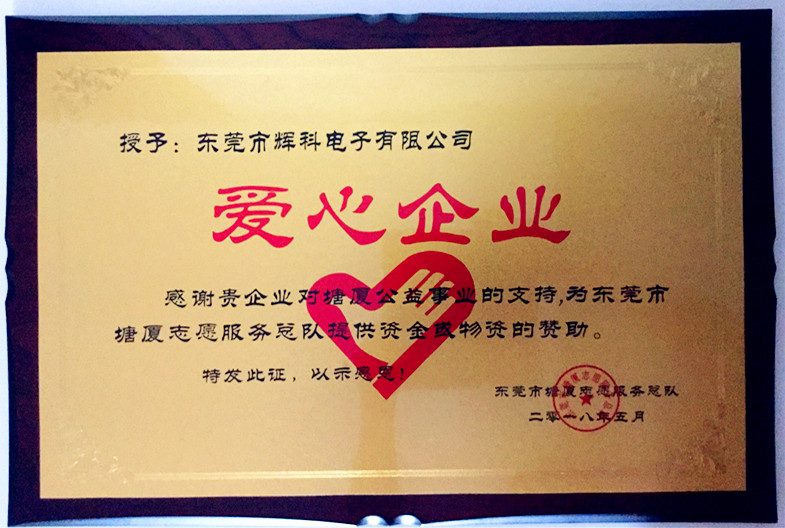 授予：东莞市辉科电子有限公司
爱心企业
感谢贵企业对塘厦公益事业的支持,为东莞市
塘厦志愿服务总队提供资金或物资的赞助。
特发此证，以示感恩！
东莞市塘厦志愿服务总队
二零一八年五月